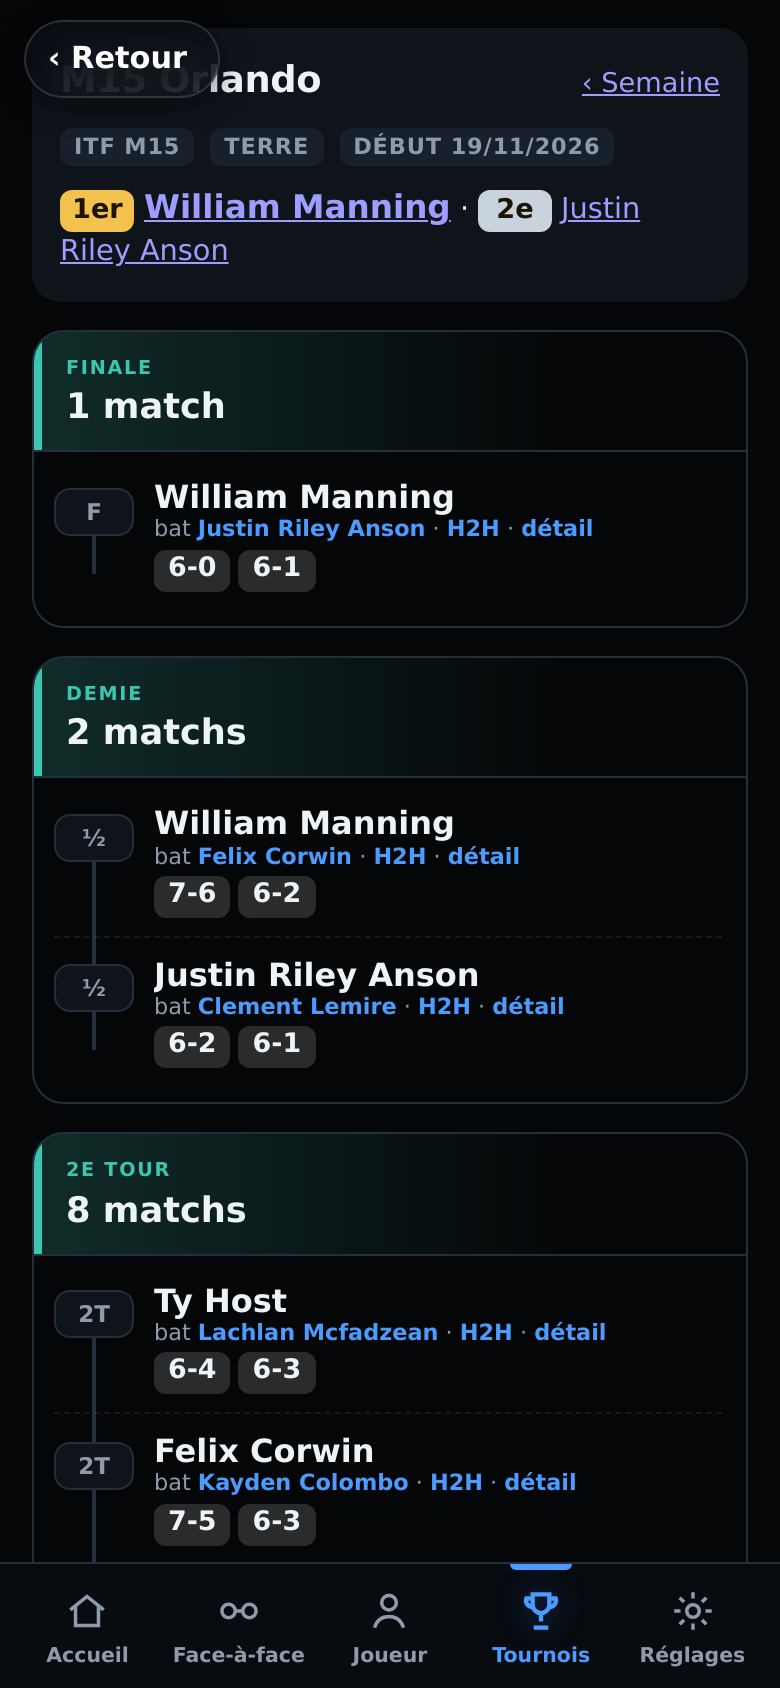 ‹ Retour
M15 Orlando
‹ Semaine
ITF M15 TERRE DÉBUT 19/11/2026
1er William Manning · 2e Justin
Riley Anson
FINALE
1 match
F
William Manning
bat Justin Riley Anson · H2H · détail
6-0 6-1
DEMIE
2 matchs
½
William Manning
bat Felix Corwin · H2H · détail
7-6 6-2
½
Justin Riley Anson
bat Clement Lemire · H2H · détail
6-2 6-1
2E TOUR
8 matchs
2T
Ty Host
bat Lachlan Mcfadzean · H2H · détail
6-4 6-3
2T
Felix Corwin
bat Kayden Colombo · H2H · détail
7-5 6-3
Accueil Face-à-face Joueur Tournois Réglages